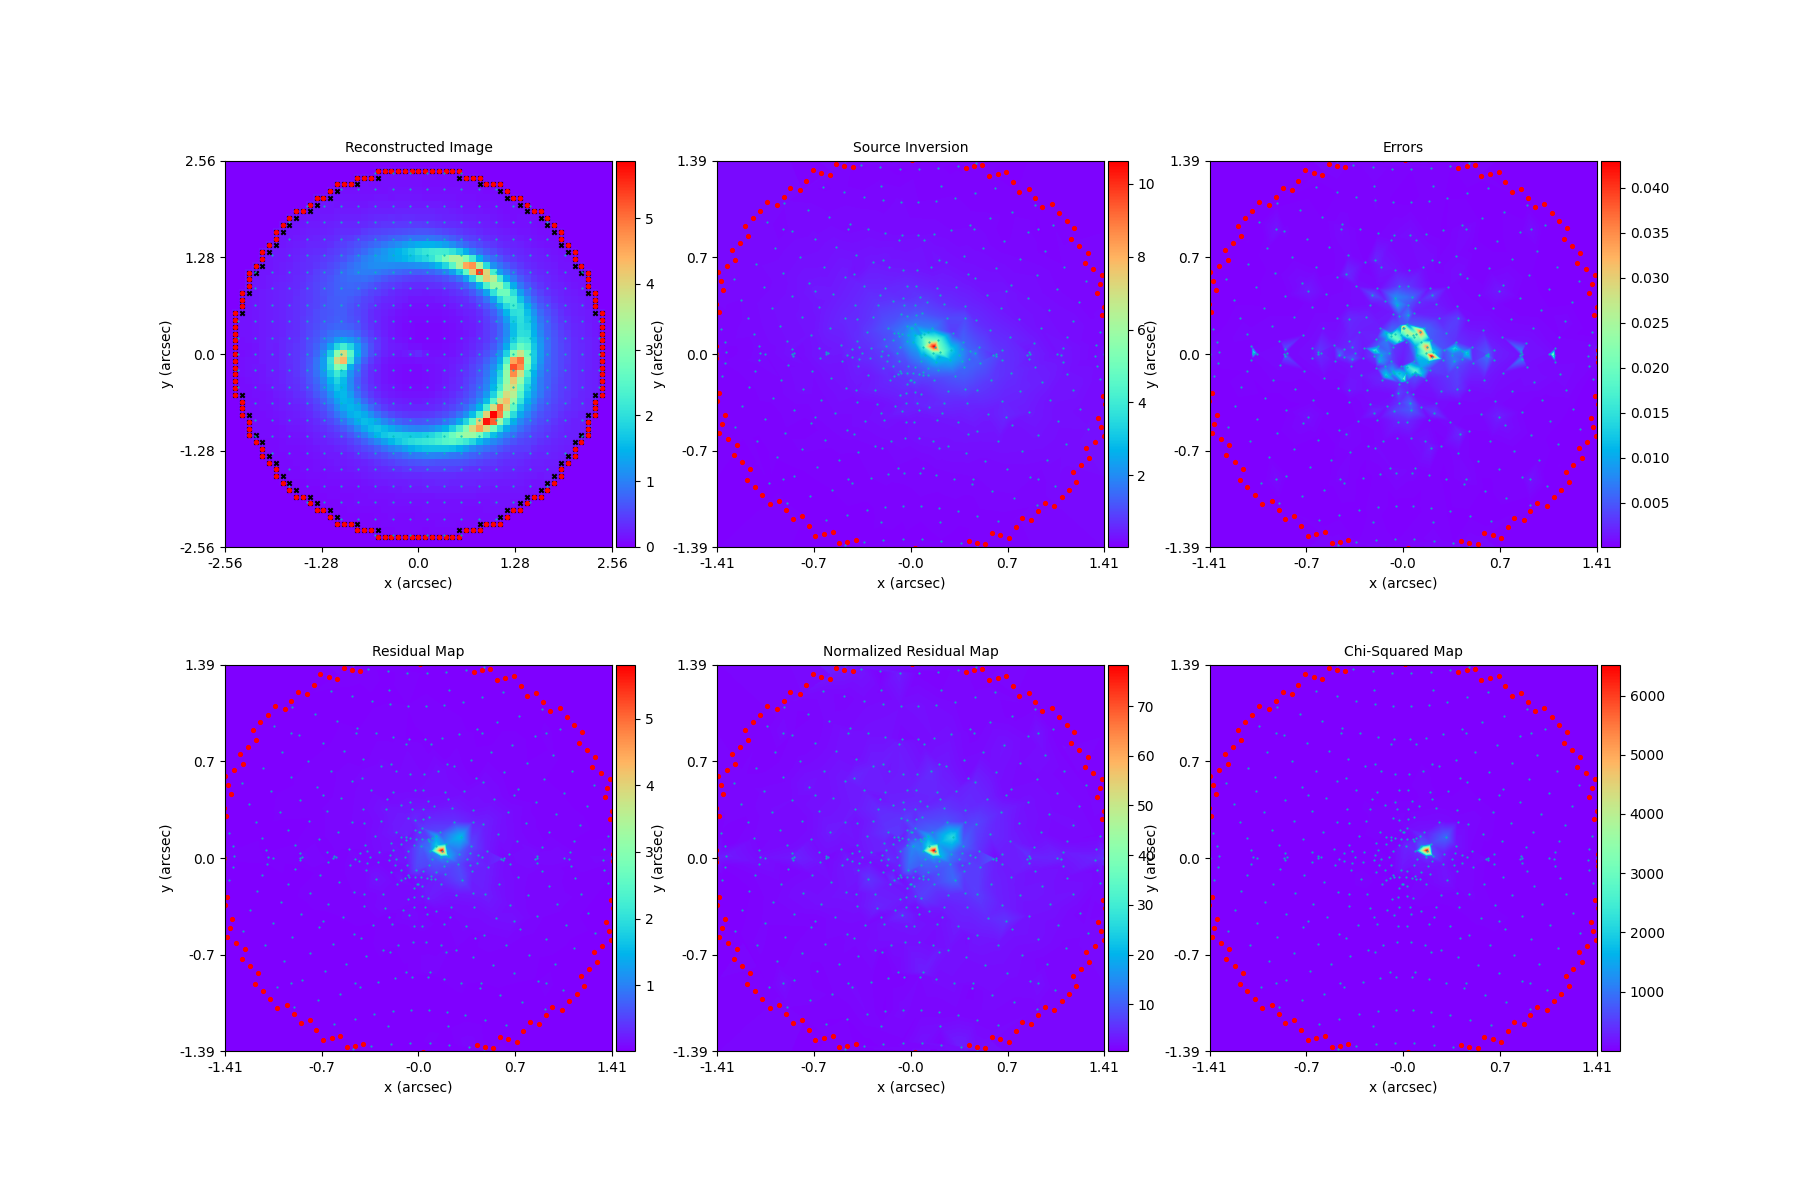 Reconstructed Image
2.56
1.28
0.0
-1.28
-2.56
y (arcsec)
-2.56 -1.28 0.0 1.28 2.56
x (arcsec)
5
4
3
2
1
0
Source Inversion
1.39
0.7
0.0
-0.7
-1.39
y (arcsec)
-1.41 -0.7 -0.0 0.7 1.41
x (arcsec)
10
8
6
4
2
Errors
1.39
0.7
0.0
-0.7
-1.39
y (arcsec)
-1.41 -0.7 -0.0 0.7 1.41
x (arcsec)
0.040
0.035
0.030
0.025
0.020
0.015
0.010
0.005
Residual Map
1.39
0.7
0.0
-0.7
-1.39
y (arcsec)
-1.41 -0.7 -0.0 0.7 1.41
x (arcsec)
5
4
3
2
1
Normalized Residual Map
1.39
0.7
0.0
-0.7
-1.39
y (arcsec)
-1.41 -0.7 -0.0 0.7 1.41
x (arcsec)
70
60
50
40
30
20
10
Chi-Squared Map
1.39
0.7
0.0
-0.7
-1.39
y (arcsec)
-1.41 -0.7 -0.0 0.7 1.41
x (arcsec)
6000
5000
4000
3000
2000
1000